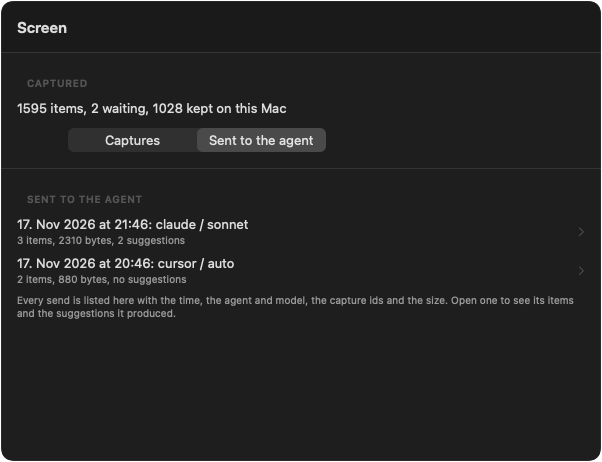 Screen
CAPTURED
1595 items, 2 waiting, 1028 kept on this Mac
Captures
Sent to the agent
SENT TO THE AGENT
17. Nov 2026 at 21:46: claude / sonnet
3 items, 2310 bytes, 2 suggestions
17. Nov 2026 at 20:46: cursor / auto
2 items, 880 bytes, no suggestions
Every send is listed here with the time, the agent and model, the capture ids and the size. Open one to see its items
and the suggestions it produced.